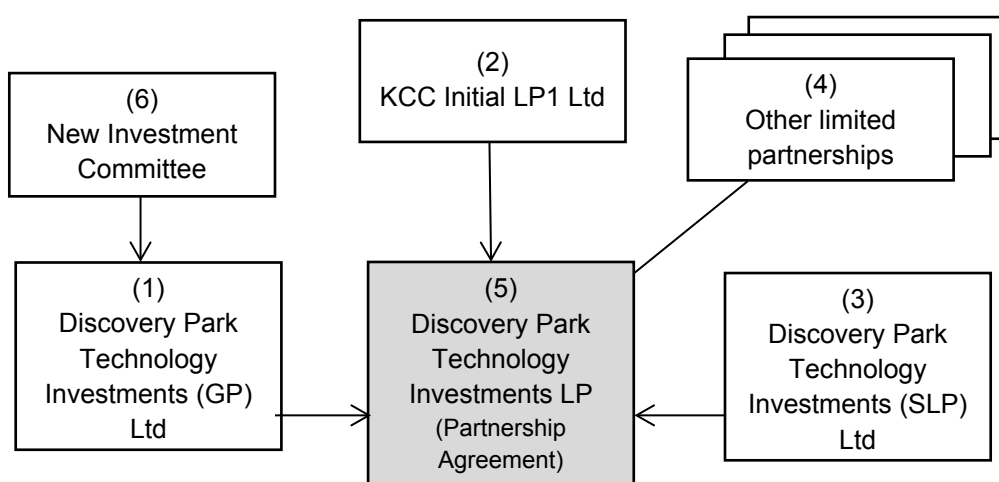 (6)
New Investment
Committee
(2)
KCC Initial LP1 Ltd
(4)
Other limited
partnerships
(1)
Discovery Park
Technology
Investments (GP)
Ltd
(5)
Discovery Park
Technology
Investments LP
(Partnership
Agreement)
(3)
Discovery Park
Technology
Investments (SLP)
Ltd